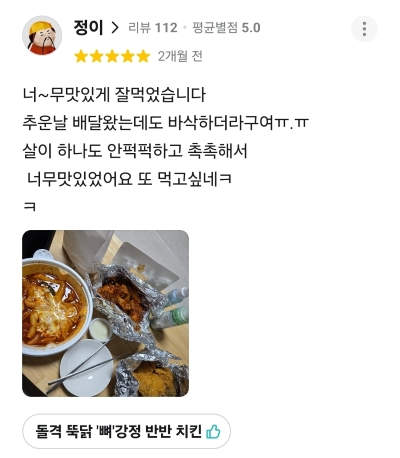 정이 > 리뷰 112 · 평균별점 5.0
2개월 전
너~무맛있게 잘먹었습니다
추운날 배달왔는데도 바삭하더라구여ㅠ.ㅠ
살이 하나도 안퍽퍽하고 촉촉해서
너무맛있었어요 또 먹고싶네ㅋ
ㅋ
돌격 뚝닭 '뼈'강정 반반 치킨